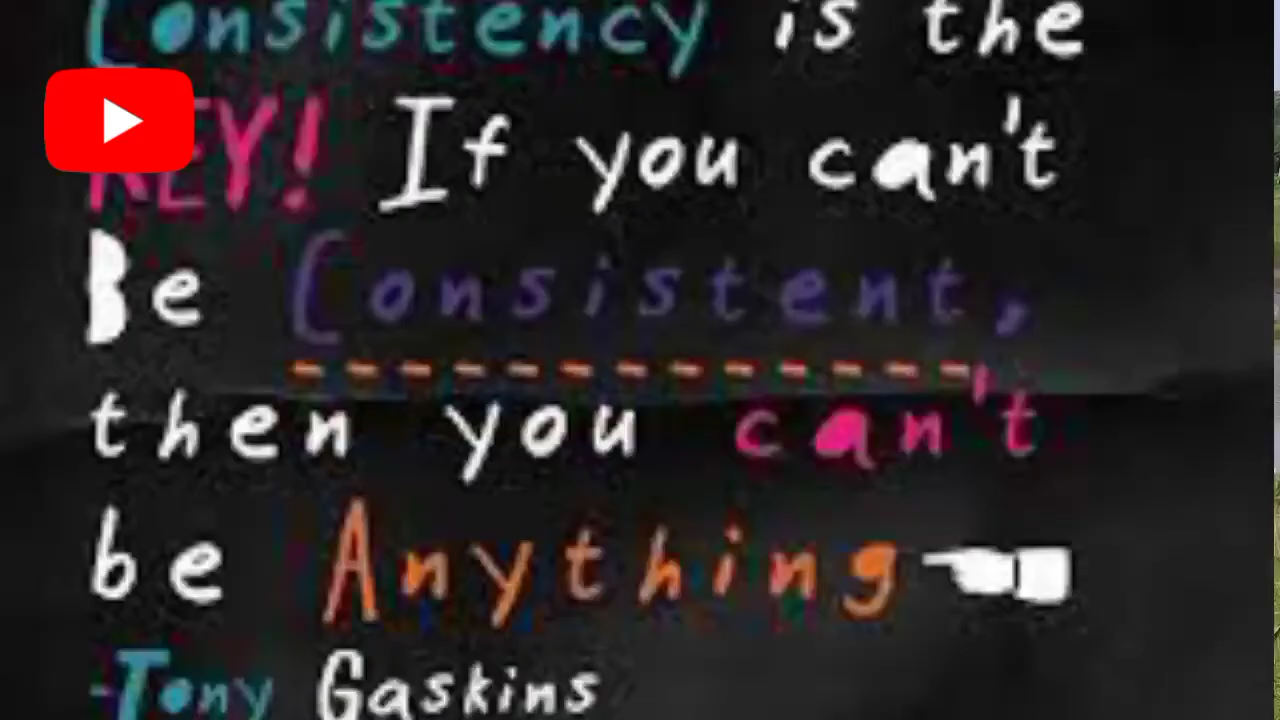 Consistency is the
KEY! If you can't
Be Consistent,
then you can't
be Anything
-Tony Gaskins